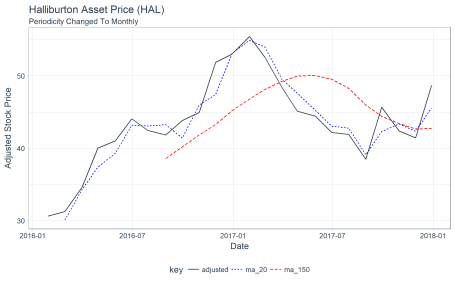 Halliburton Asset Price (HAL)
Periodicity Changed To Monthly
Adjusted Stock Price
50
40
30
2016-01 2016-07 2017-01 2017-07 2018-01
Date
key adjusted ma_20 ma_150